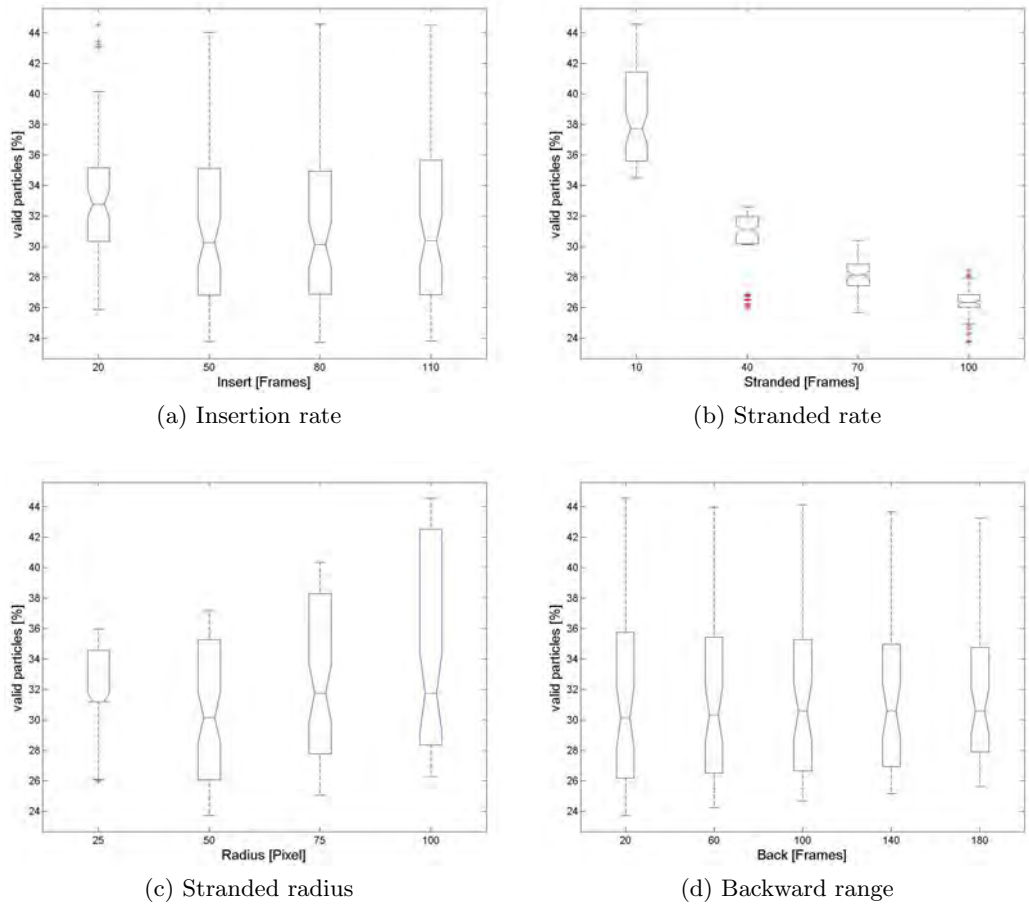 44
42
40
38
36
34
32
30
28
26
24
valid particles [%]
20 50 80 110
Insert [Frames]
(a) Insertion rate
44
42
40
38
36
34
32
30
28
26
24
valid particles [%]
10 40 70 100
Stranded [Frames]
(b) Stranded rate
44
42
40
38
36
34
32
30
28
26
24
valid particles [%]
25 50 75 100
Radius [Pixel]
(c) Stranded radius
44
42
40
38
36
34
32
30
28
26
24
valid particles [%]
20 60 100 140 180
Back [Frames]
(d) Backward range